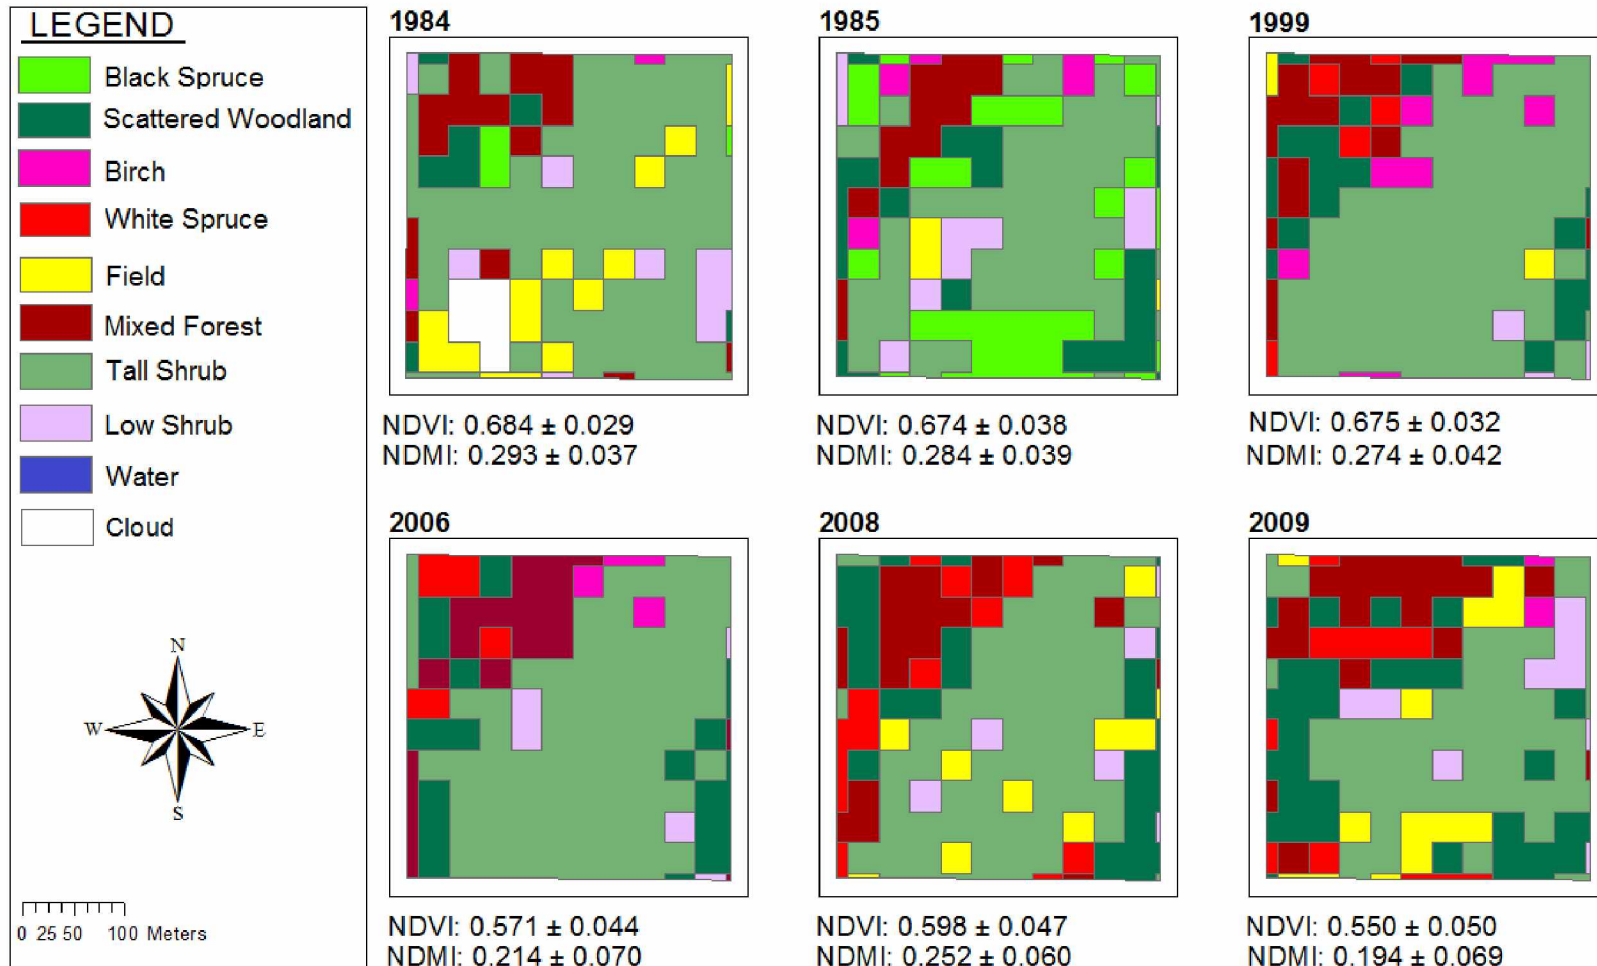 LEGEND
Black Spruce
Scattered Woodland
Birch
White Spruce
Field
Mixed Forest
Tall Shrub
Low Shrub
Water
Cloud
N
W E
S
0 25 50 100 Meters
1984
NDVI: 0.684 ± 0.029
NDMI: 0.293 ± 0.037
1985
NDVI: 0.674 ± 0.038
NDMI: 0.284 ± 0.039
1999
NDVI: 0.675 ± 0.032
NDMI: 0.274 ± 0.042
2006
NDVI: 0.571 ± 0.044
NDMI: 0.214 ± 0.070
2008
NDVI: 0.598 ± 0.047
NDMI: 0.252 ± 0.060
2009
NDVI: 0.550 ± 0.050
NDMI: 0.194 ± 0.069